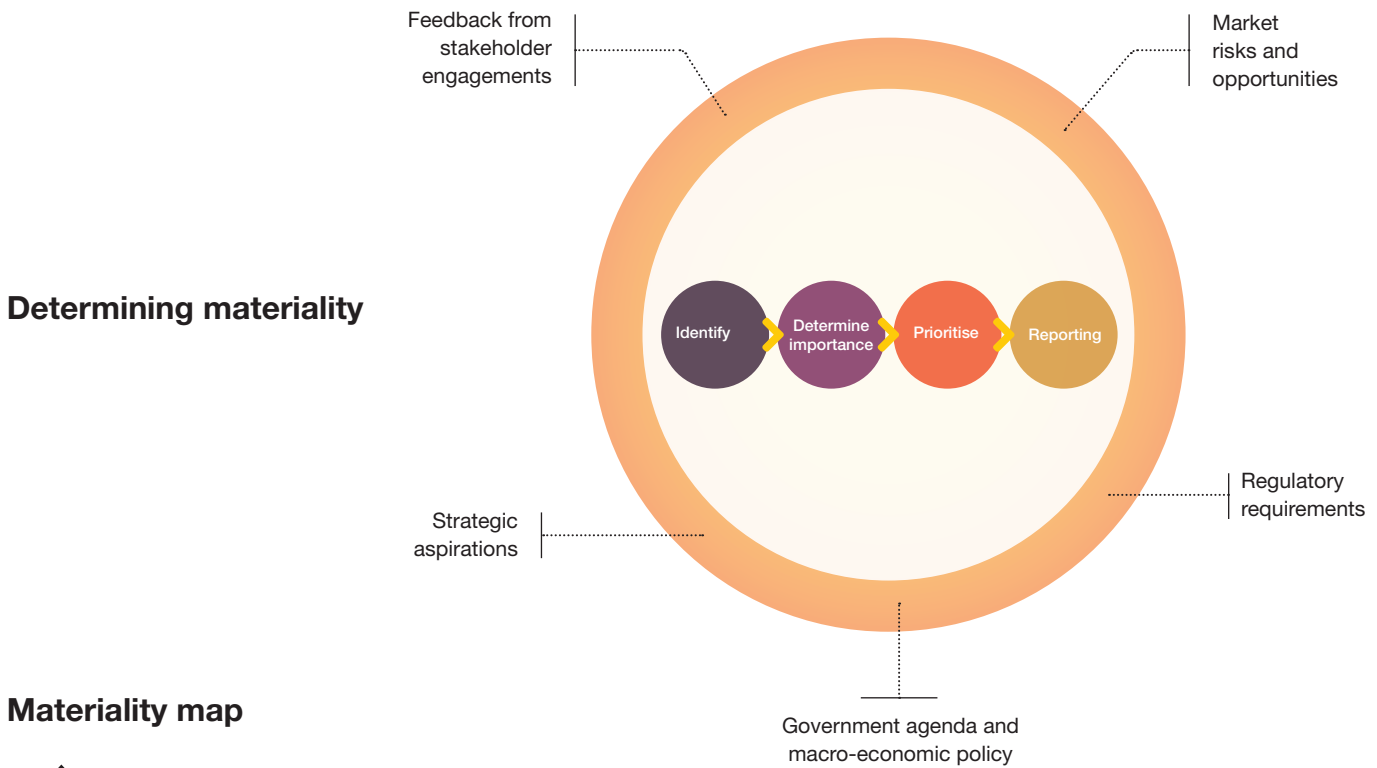 Feedback from
stakeholder
engagements
Market
risks and
opportunities
Determining materiality
Identify
Determine
importance
Prioritise
Reporting
Regulatory
requirements
Strategic
aspirations
Government agenda and
macro-economic policy
Materiality map